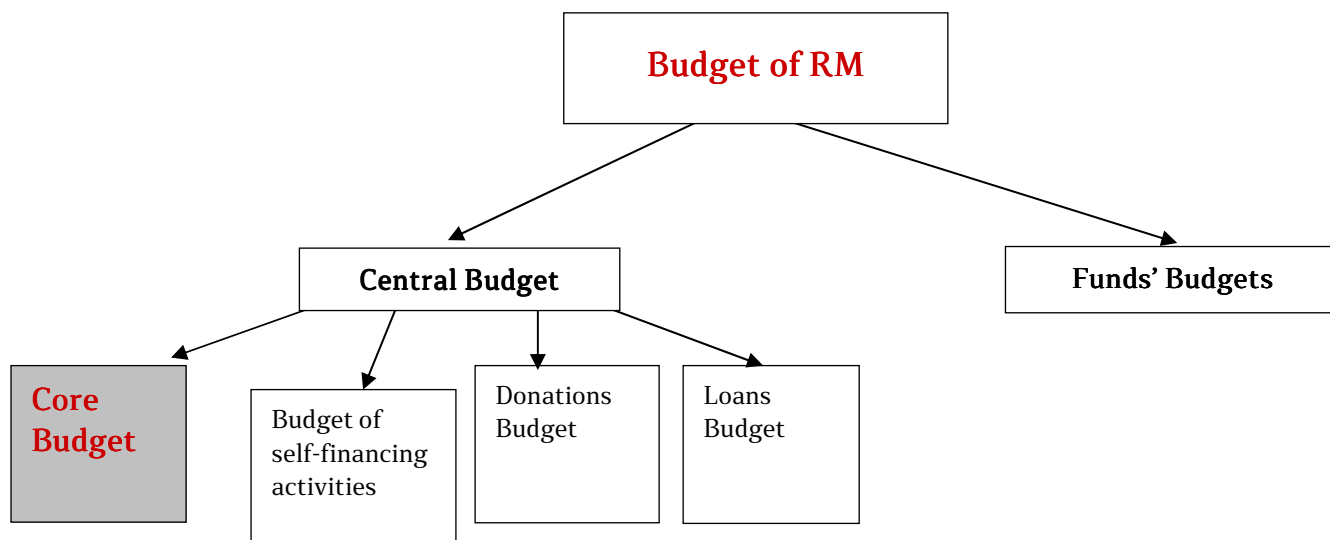 Budget of RM
Central Budget
Funds’ Budgets
Core
Budget
Budget of
self-financing
activities
Donations
Budget
Loans
Budget